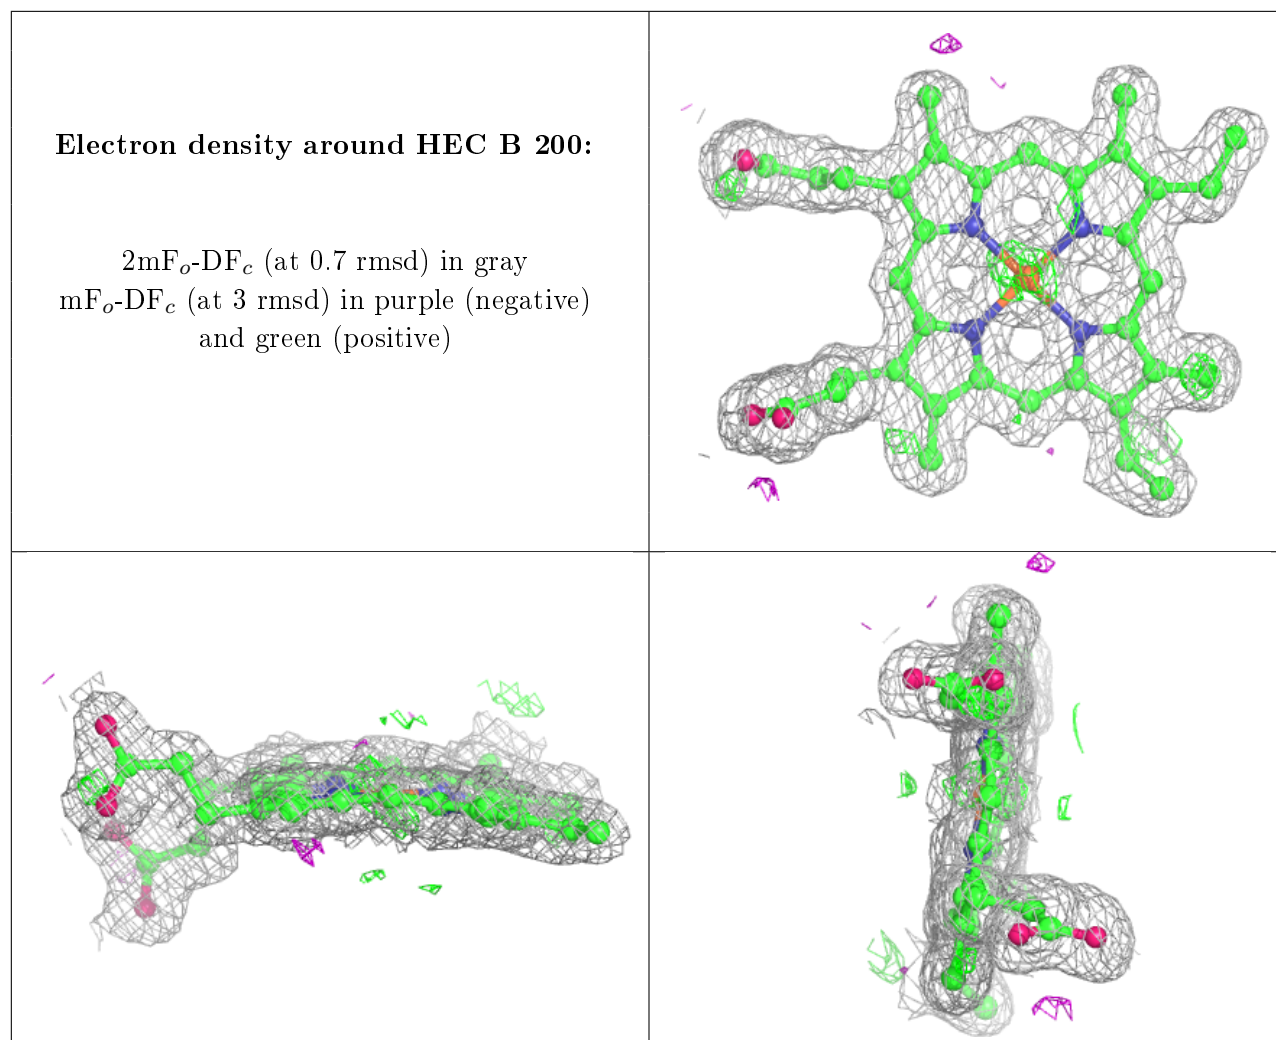 Electron density around HEC B 200:
2mFₒ-DF𝒸 (at 0.7 rmsd) in gray
mFₒ-DF𝒸 (at 3 rmsd) in purple (negative)
and green (positive)